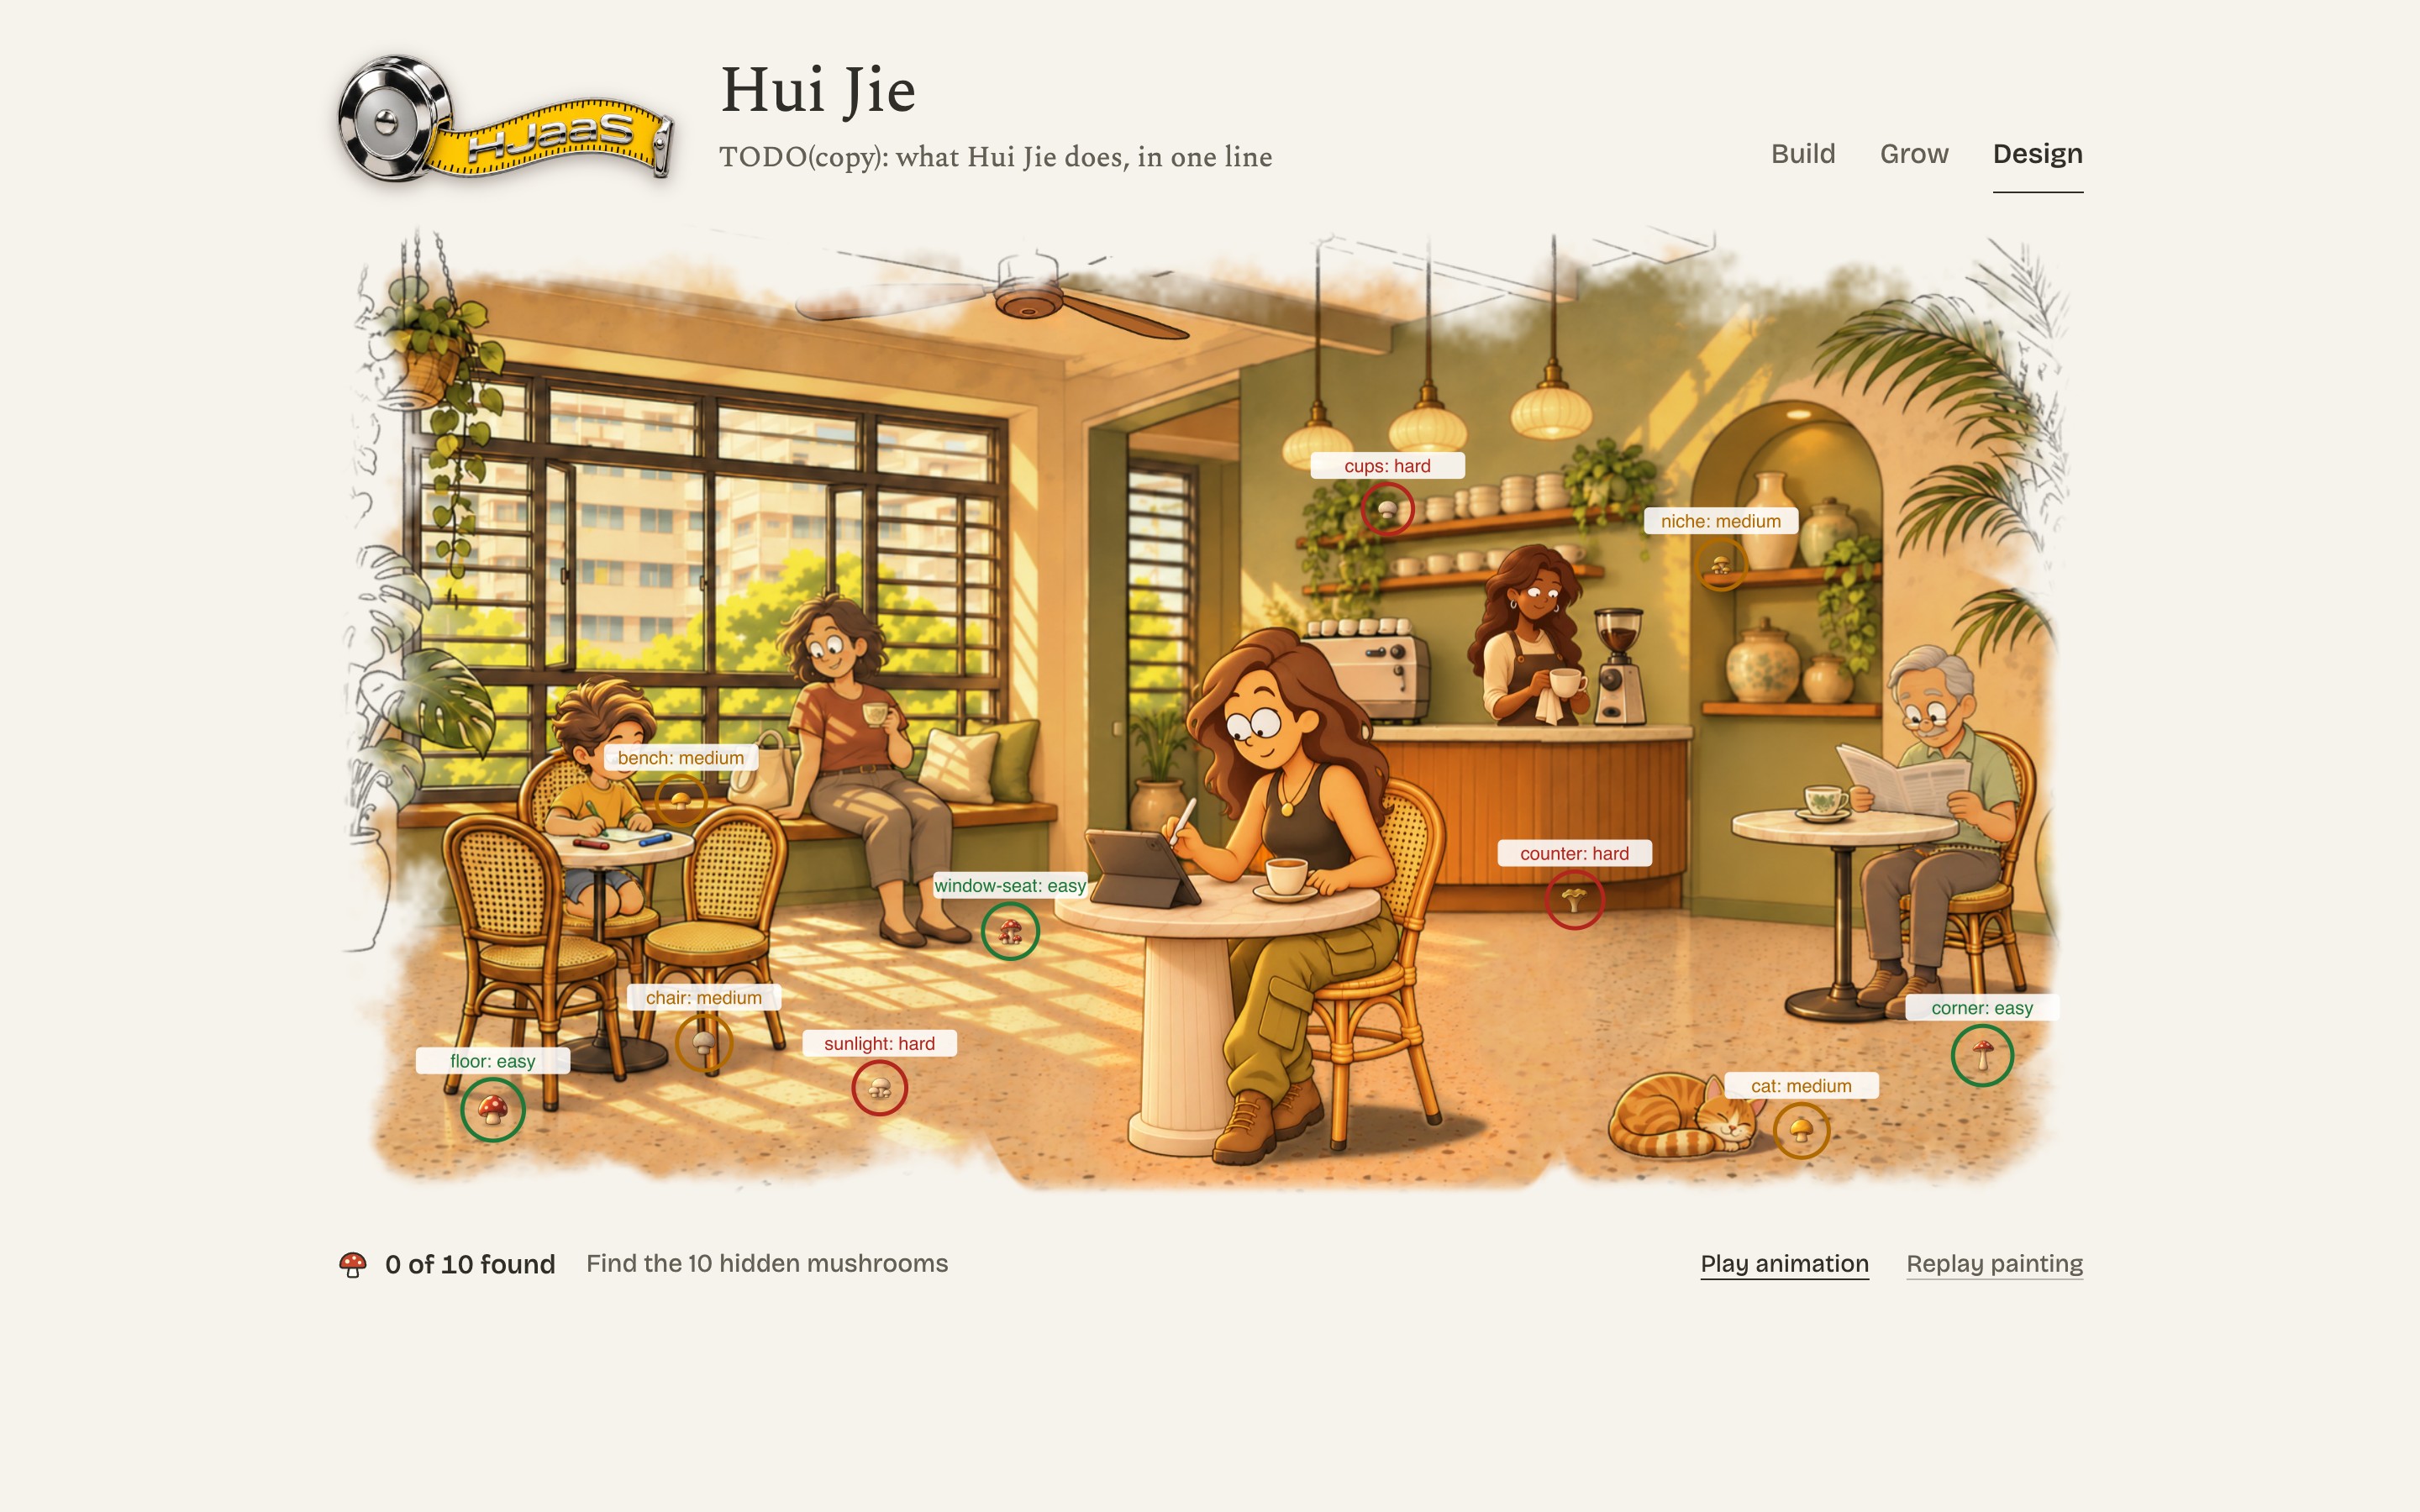 HJaaS
Hui Jie
TODO(copy): what Hui Jie does, in one line
Build
Grow
Design
cups: hard
niche: medium
bench: medium
counter: hard
window-seat: easy
chair: medium
corner: easy
sunlight: hard
floor: easy
cat: medium
0 of 10 found
Find the 10 hidden mushrooms
Play animation
Replay painting